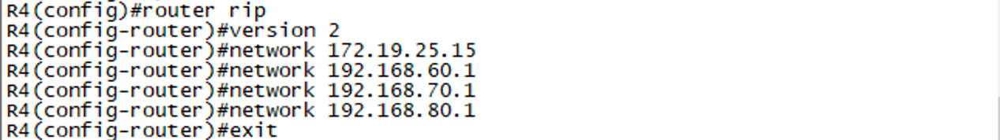 R4(config)#router rip
R4(config-router)#version 2
R4(config-router)#network 172.19.25.15
R4(config-router)#network 192.168.60.1
R4(config-router)#network 192.168.70.1
R4(config-router)#network 192.168.80.1
R4(config-router)#exit